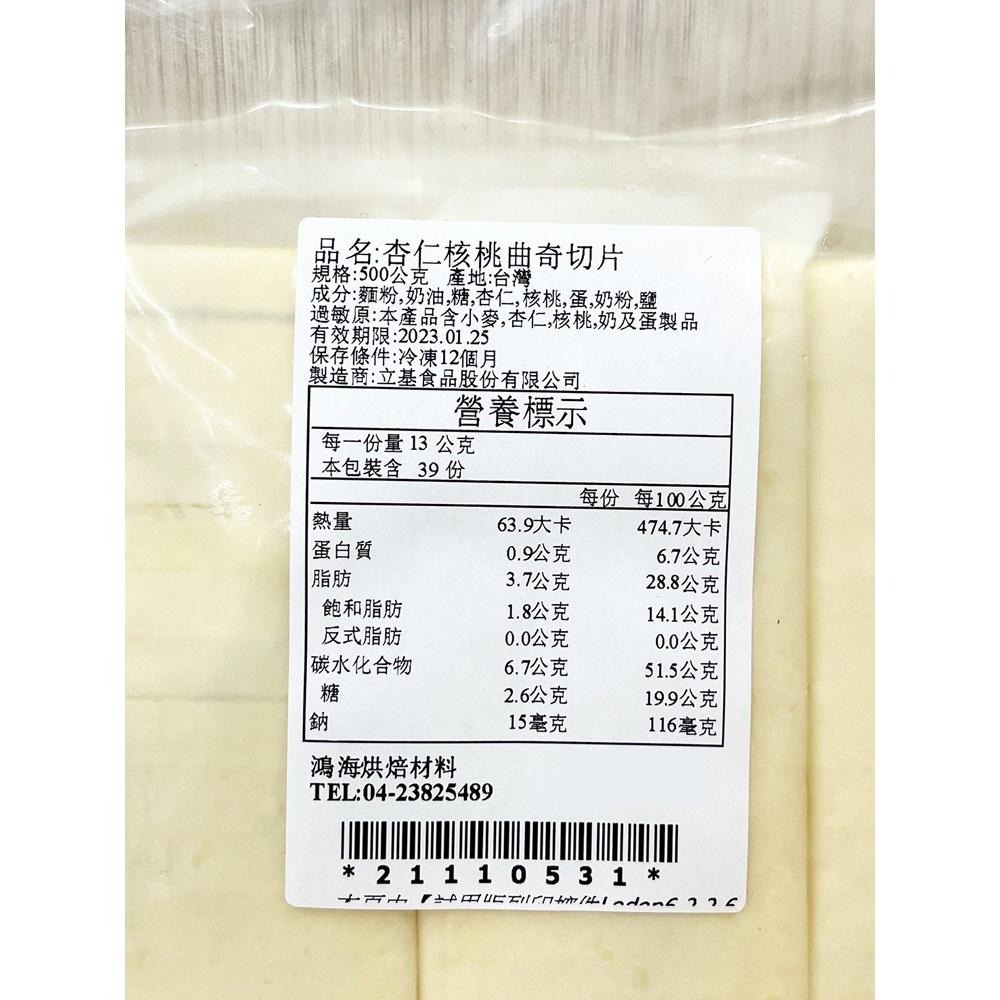 品名:杏仁核桃曲奇切片
規格:500公克 產地:台灣
成分:麵粉,奶油,糖,杏仁,核桃,蛋,奶粉,鹽
過敏原:本產品含小麥,杏仁,核桃,奶及蛋製品
有效期限:2023.01.25
保存條件:冷凍12個月
製造商:立基食品股份有限公司
營養標示
每一份量 13 公克
本包裝含 39 份
每份 每100公克
熱量 63.9大卡 474.7大卡
蛋白質 0.9公克 6.7公克
脂肪 3.7公克 28.8公克
飽和脂肪 1.8公克 14.1公克
反式脂肪 0.0公克 0.0公克
碳水化合物 6.7公克 51.5公克
糖 2.6公克 19.9公克
鈉 15毫克 116毫克
鴻海烘焙材料
TEL:04-23825489
*21110531*